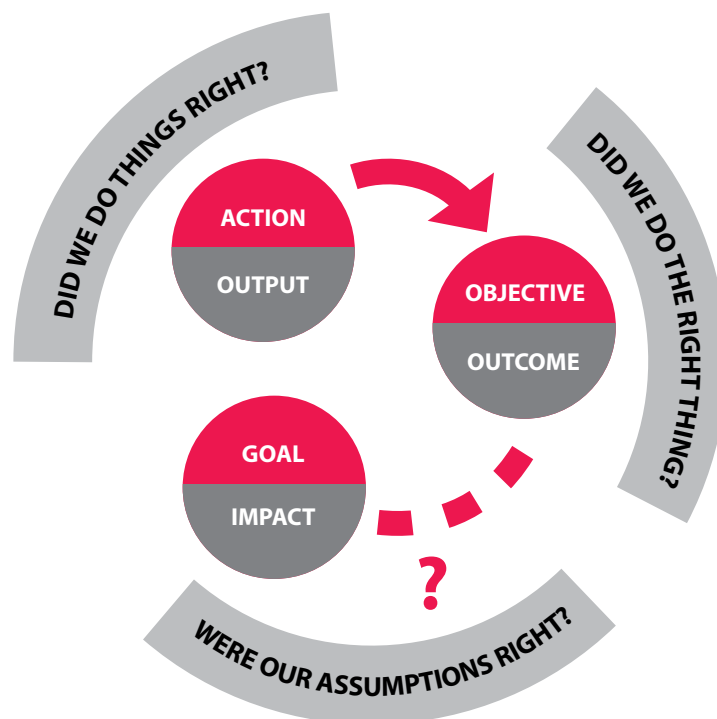 DID WE DO THINGS RIGHT?
ACTION
OUTPUT
DID WE DO THE RIGHT THING?
OBJECTIVE
OUTCOME
GOAL
IMPACT
?
WERE OUR ASSUMPTIONS RIGHT?